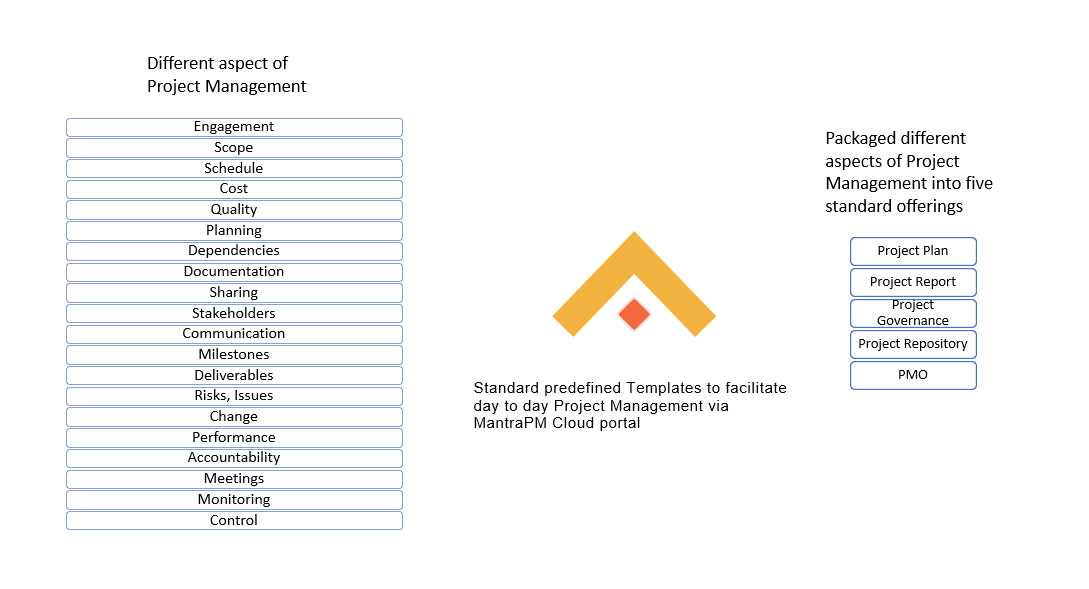 Different aspect of
Project Management
Engagement
Scope
Schedule
Cost
Quality
Planning
Dependencies
Documentation
Sharing
Stakeholders
Communication
Milestones
Deliverables
Risks, Issues
Change
Performance
Accountability
Meetings
Monitoring
Control
Standard predefined Templates to facilitate
day to day Project Management via
MantraPM Cloud portal
Packaged different
aspects of Project
Management into five
standard offerings
Project Plan
Project Report
Project
Governance
Project Repository
PMO